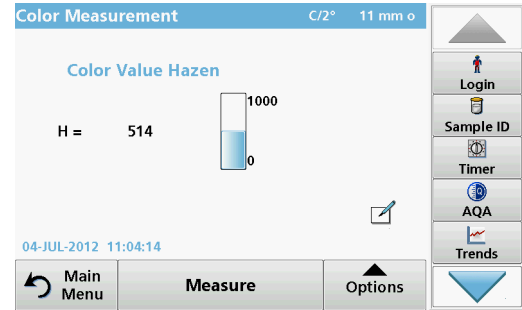 Color Measurement C/2° 11 mm o
Color Value Hazen
1000
H = 514
0
04-JUL-2012 11:04:14
Main Menu
Measure
Options
Login
Sample ID
Timer
AQA
Trends